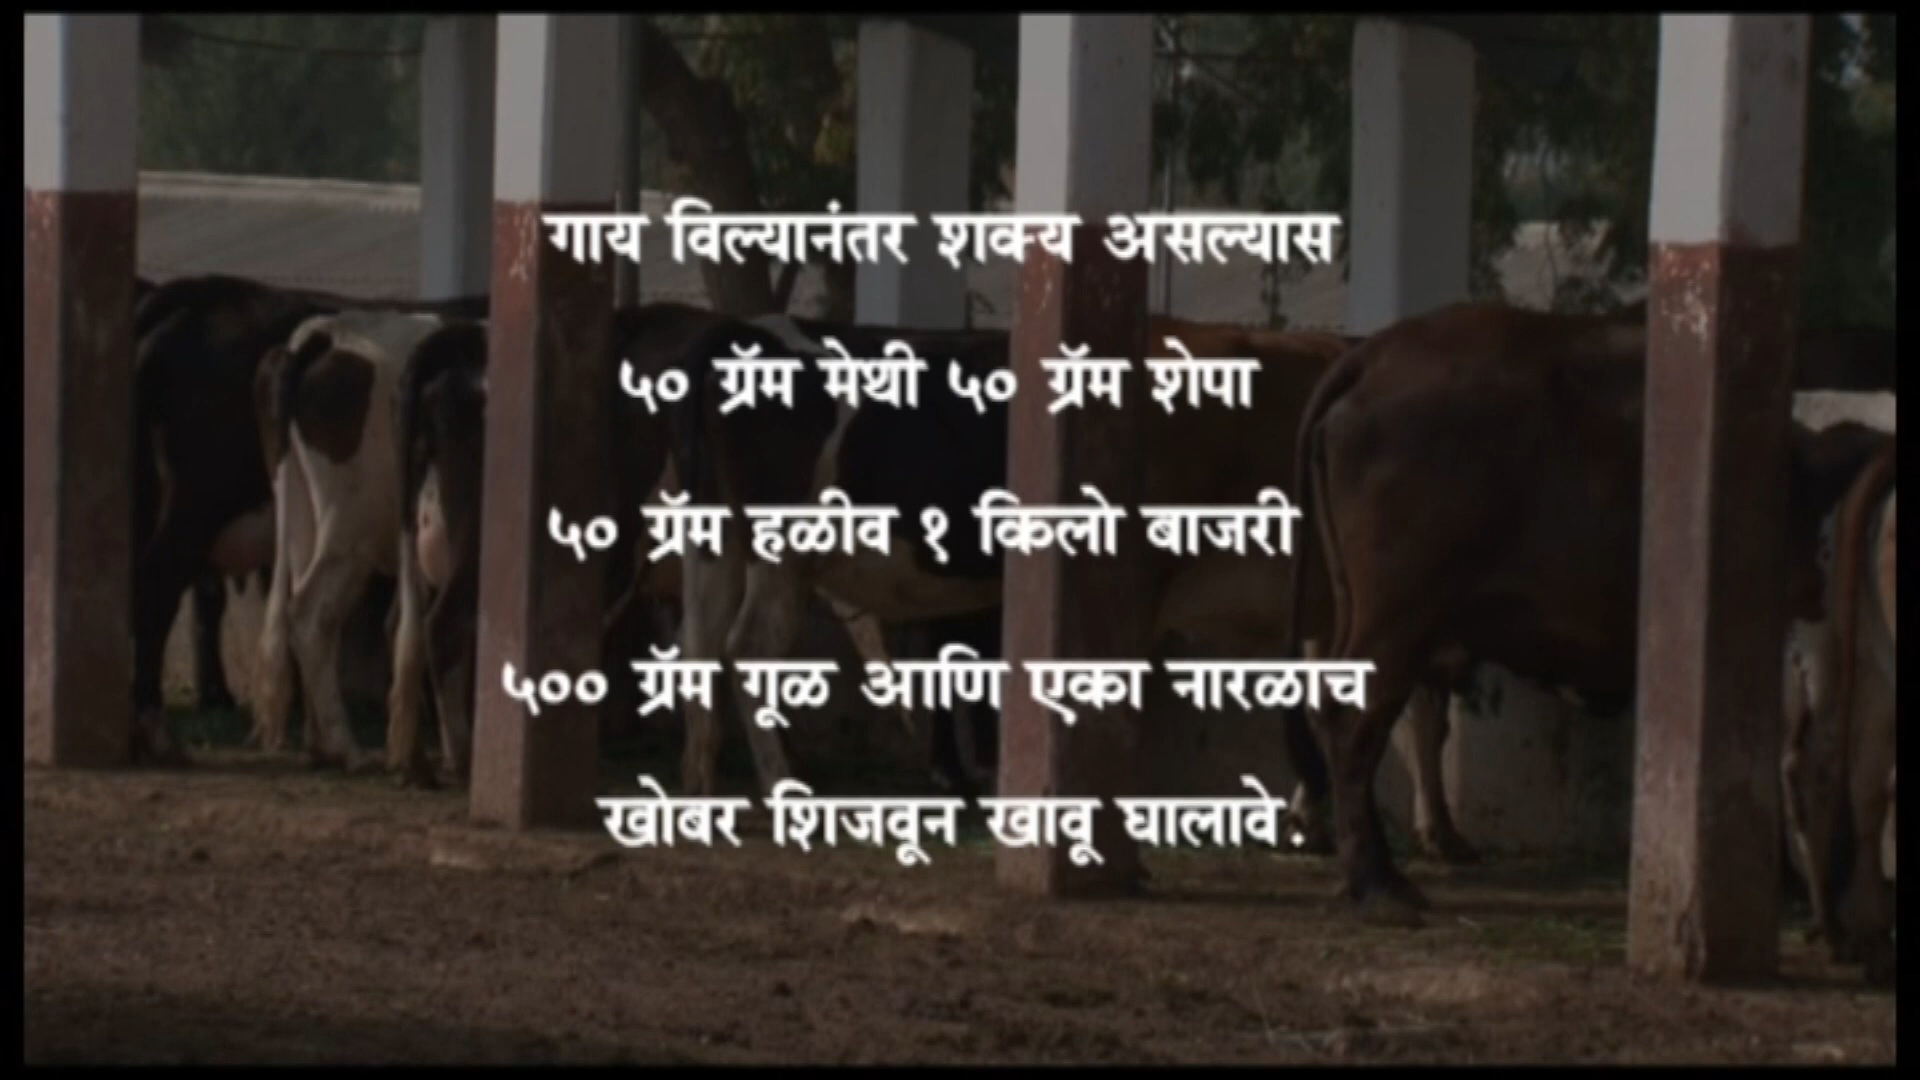 गाय विल्यानंतर शक्य असल्यास
५० ग्रॅम मेथी ५० ग्रॅम शेपा
५० ग्रॅम हळीव १ किलो बाजरी
५०० ग्रॅम गूळ आणि एका नारळाच
खोबर शिजवून खावू घालावे.